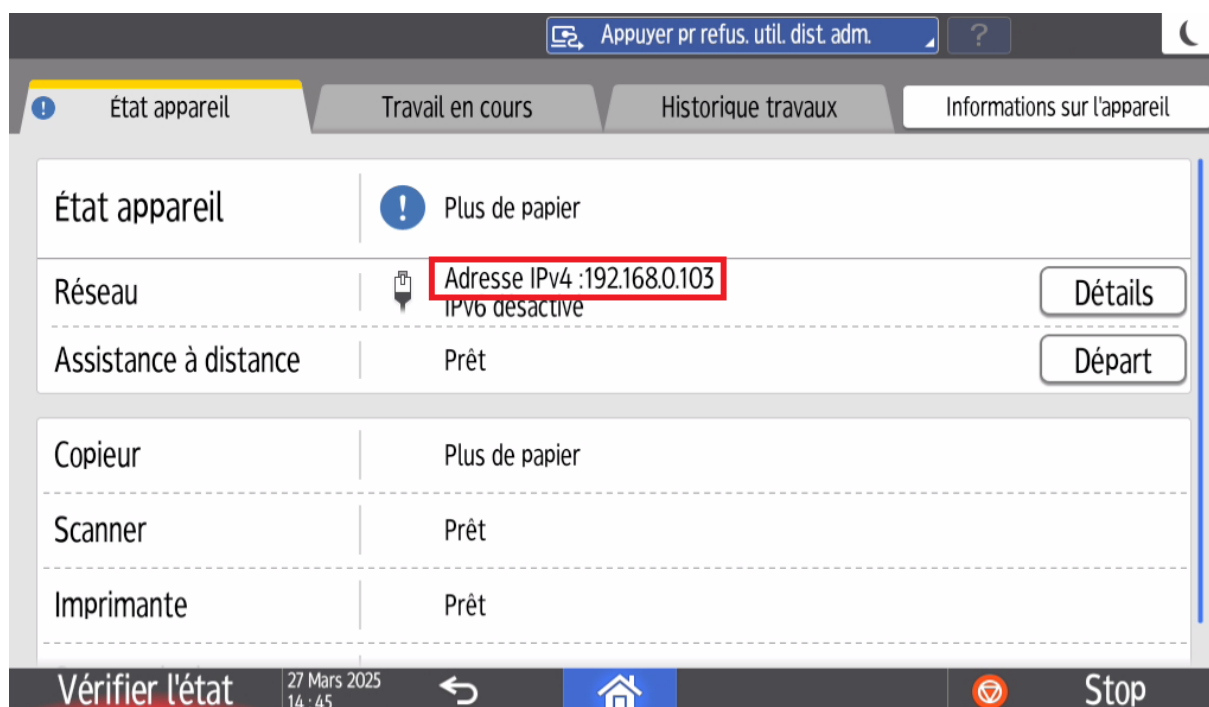 Appuyer pr refus. util. dist. adm.
?
! État appareil
Travail en cours
Historique travaux
Informations sur l'appareil
État appareil
! Plus de papier
Réseau
Adresse IPv4 :192.168.0.103
IPv6 désactivé
Détails
Assistance à distance
Prêt
Départ
Copieur
Plus de papier
Scanner
Prêt
Imprimante
Prêt
Vérifier l'état
27 Mars 2025
14 : 45
Stop